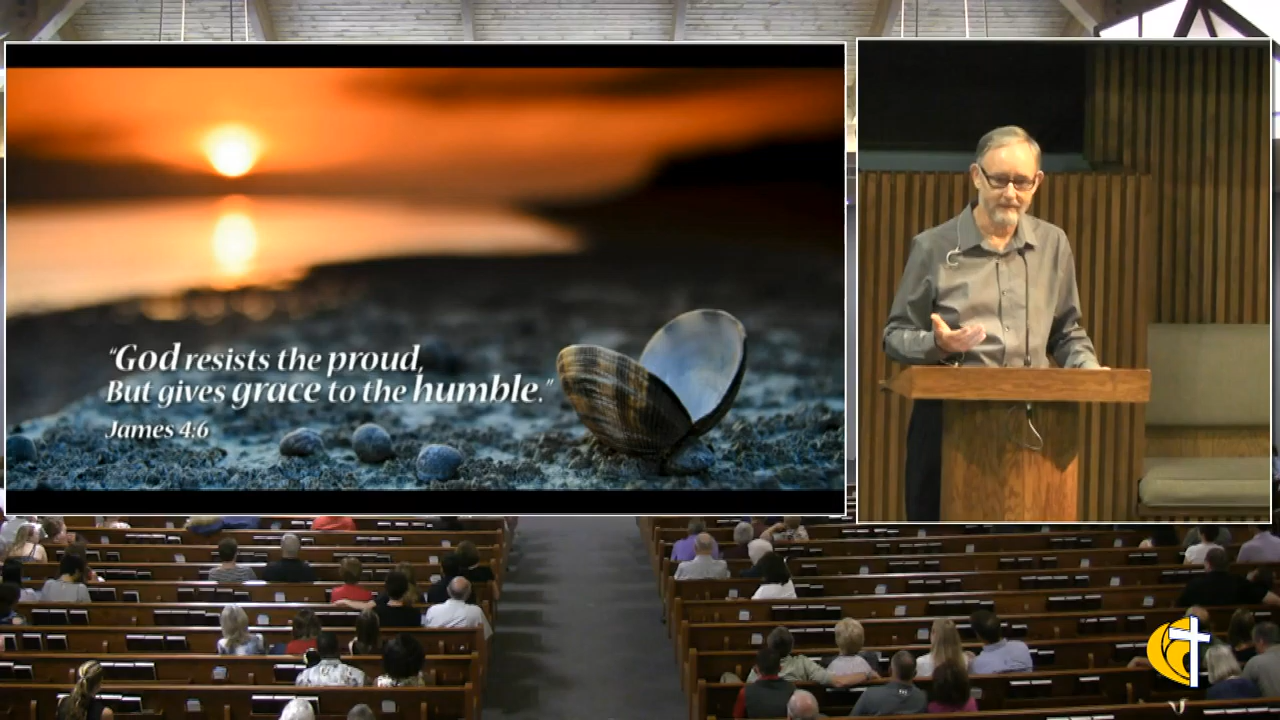 “God resists the proud,
But gives grace to the humble.”
James 4:6